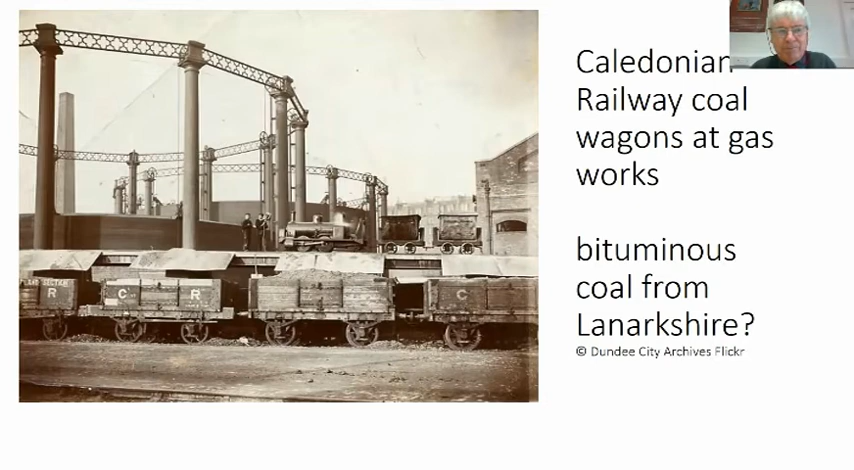 Caledonian
Railway coal
wagons at gas
works
bituminous
coal from
Lanarkshire?
© Dundee City Archives Flickr
R
C R
C